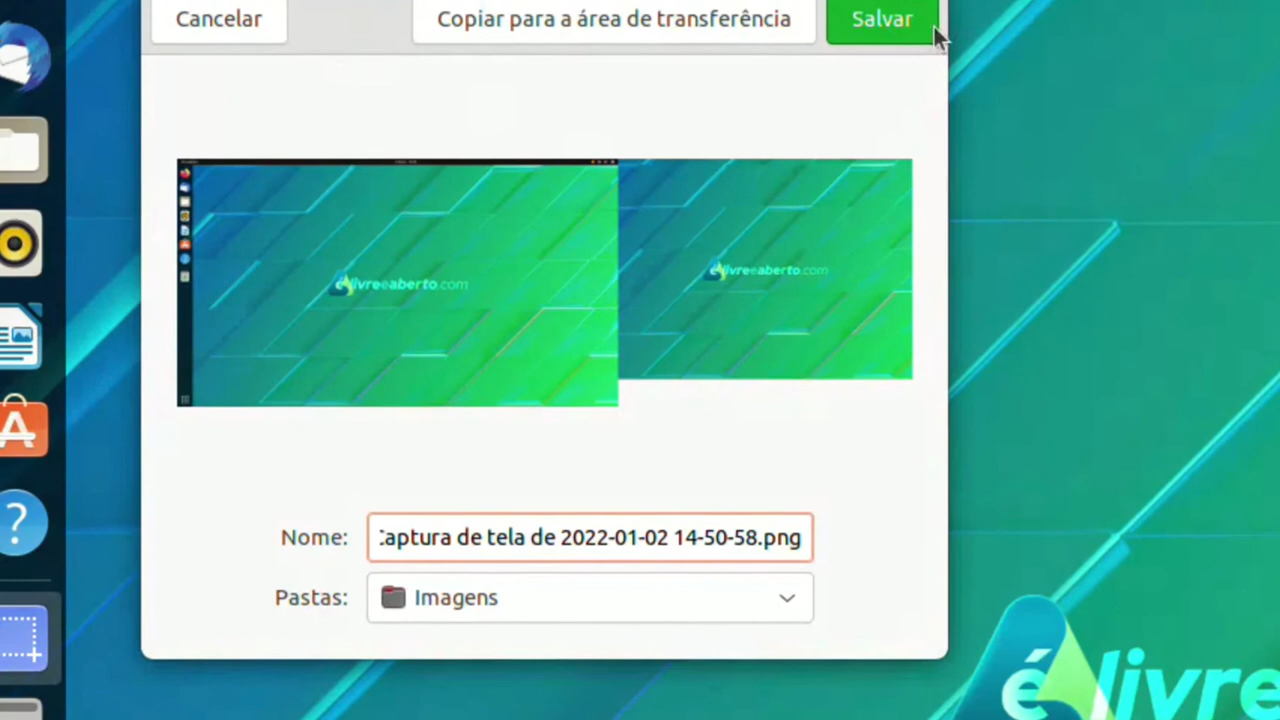 Cancelar
Copiar para a área de transferência
Salvar
élivreeaberto.com
élivreeaberto.com
Nome:
Captura de tela de 2022-01-02 14-50-58.png
Pastas:
Imagens
?
élivre